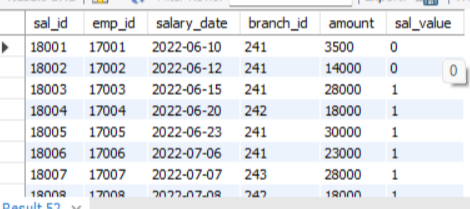 sal_id emp_id salary_date branch_id amount sal_value
18001 17001 2022-06-10 241 3500 0
18002 17002 2022-06-12 241 14000 0
0
18003 17003 2022-06-15 241 28000 1
18004 17004 2022-06-20 242 18000 1
18005 17005 2022-06-23 241 30000 1
18006 17006 2022-07-06 241 23000 1
18007 17007 2022-07-07 243 28000 1
18008 17008 2022-07-08 242 18000 1
Result 52